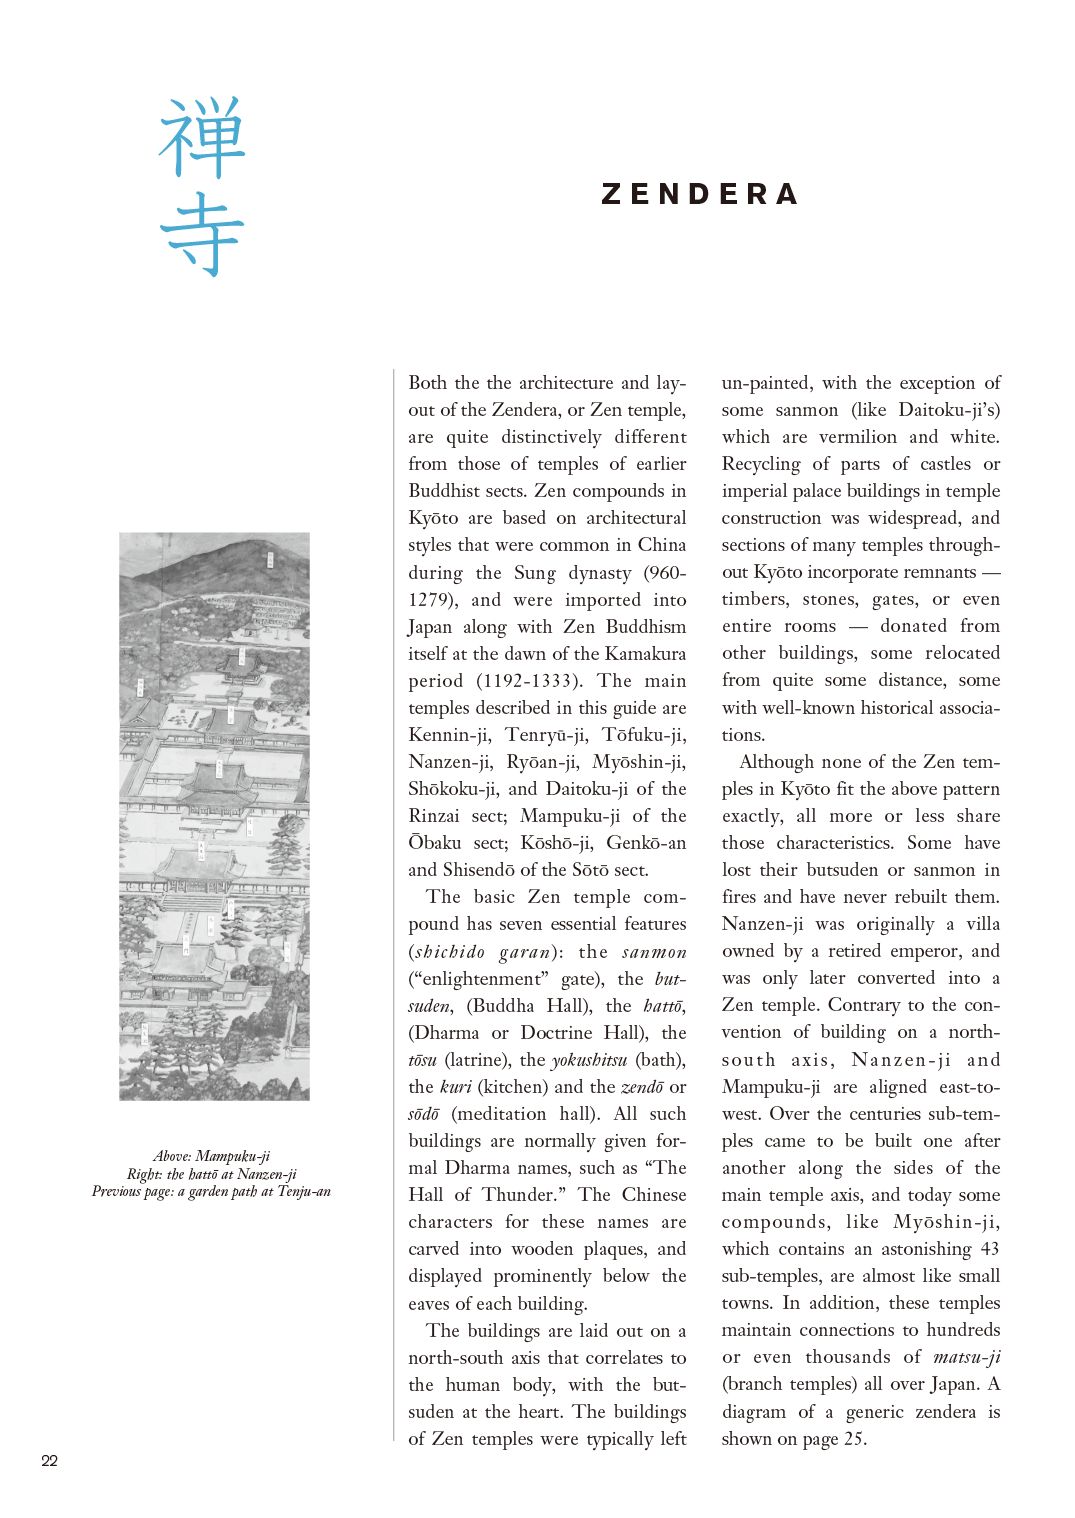 禅
寺
ZENDERA
Both the the architecture and lay-
out of the Zendera, or Zen temple,
are quite distinctively different
from those of temples of earlier
Buddhist sects. Zen compounds in
Kyōto are based on architectural
styles that were common in China
during the Sung dynasty (960-
1279), and were imported into
Japan along with Zen Buddhism
itself at the dawn of the Kamakura
period (1192-1333). The main
temples described in this guide are
Kennin-ji, Tenryū-ji, Tōfuku-ji,
Nanzen-ji, Ryōan-ji, Myōshin-ji,
Shōkoku-ji, and Daitoku-ji of the
Rinzai sect; Mampuku-ji of the
Ōbaku sect; Kōshō-ji, Genkō-an
and Shisendō of the Sōtō sect.
The basic Zen temple com-
pound has seven essential features
(shichido garan): the sanmon
(“enlightenment” gate), the but-
suden, (Buddha Hall), the hattō,
(Dharma or Doctrine Hall), the
tōsu (latrine), the yokushitsu (bath),
the kuri (kitchen) and the zendō or
sōdō (meditation hall). All such
buildings are normally given for-
mal Dharma names, such as “The
Hall of Thunder.” The Chinese
characters for these names are
carved into wooden plaques, and
displayed prominently below the
eaves of each building.
The buildings are laid out on a
north-south axis that correlates to
the human body, with the but-
suden at the heart. The buildings
of Zen temples were typically left
un-painted, with the exception of
some sanmon (like Daitoku-ji’s)
which are vermilion and white.
Recycling of parts of castles or
imperial palace buildings in temple
construction was widespread, and
sections of many temples through-
out Kyōto incorporate remnants —
timbers, stones, gates, or even
entire rooms — donated from
other buildings, some relocated
from quite some distance, some
with well-known historical associa-
tions.
Although none of the Zen tem-
ples in Kyōto fit the above pattern
exactly, all more or less share
those characteristics. Some have
lost their butsuden or sanmon in
fires and have never rebuilt them.
Nanzen-ji was originally a villa
owned by a retired emperor, and
was only later converted into a
Zen temple. Contrary to the con-
vention of building on a north-
south axis, Nanzen-ji and
Mampuku-ji are aligned east-to-
west. Over the centuries sub-tem-
ples came to be built one after
another along the sides of the
main temple axis, and today some
compounds, like Myōshin-ji,
which contains an astonishing 43
sub-temples, are almost like small
towns. In addition, these temples
maintain connections to hundreds
or even thousands of matsu-ji
(branch temples) all over Japan. A
diagram of a generic zendera is
shown on page 25.
Above: Mampuku-ji
Right: the hattō at Nanzen-ji
Previous page: a garden path at Tenju-an
22